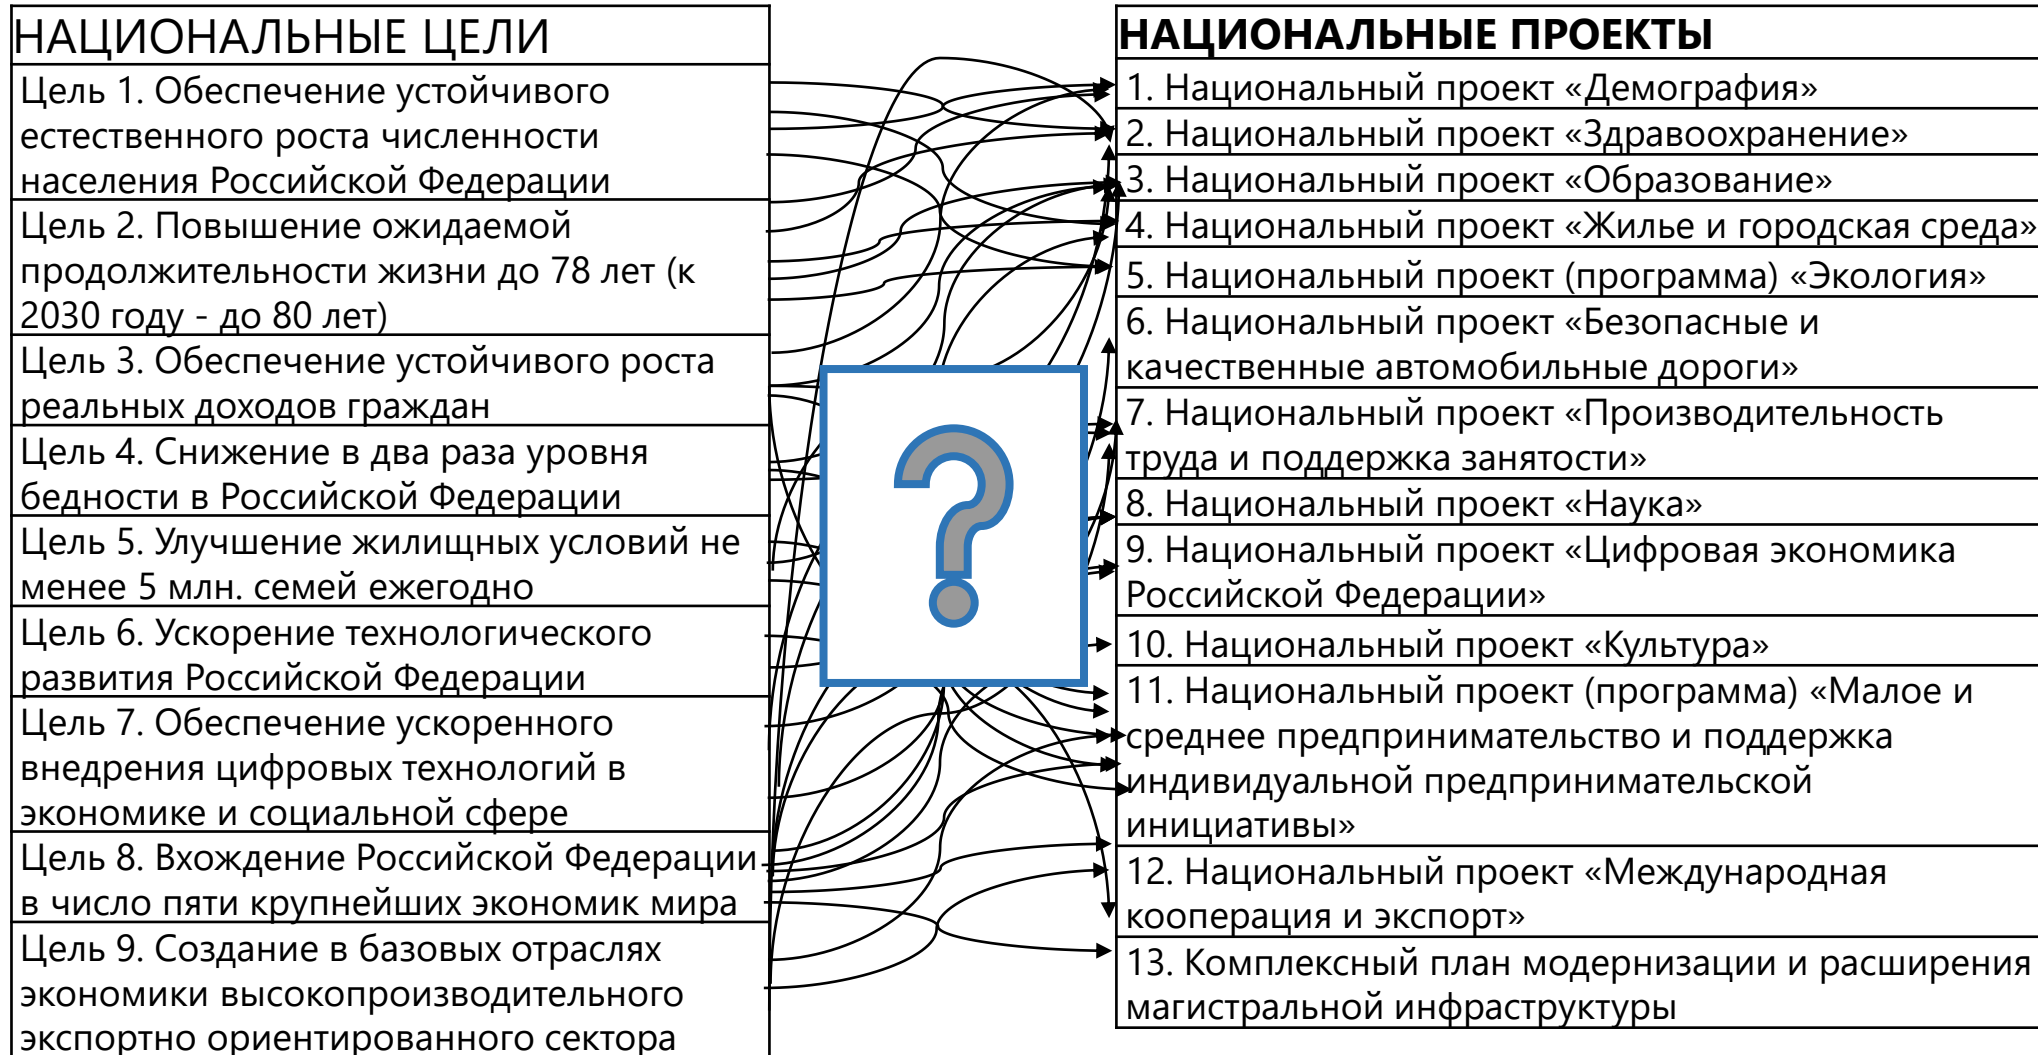 НАЦИОНАЛЬНЫЕ ЦЕЛИ
Цель 1. Обеспечение устойчивого
естественного роста численности
населения Российской Федерации
Цель 2. Повышение ожидаемой
продолжительности жизни до 78 лет (к
2030 году - до 80 лет)
Цель 3. Обеспечение устойчивого роста
реальных доходов граждан
Цель 4. Снижение в два раза уровня
бедности в Российской Федерации
Цель 5. Улучшение жилищных условий не
менее 5 млн. семей ежегодно
Цель 6. Ускорение технологического
развития Российской Федерации
Цель 7. Обеспечение ускоренного
внедрения цифровых технологий в
экономике и социальной сфере
Цель 8. Вхождение Российской Федерации
в число пяти крупнейших экономик мира
Цель 9. Создание в базовых отраслях
экономики высокопроизводительного
экспортно ориентированного сектора
?
НАЦИОНАЛЬНЫЕ ПРОЕКТЫ
1. Национальный проект «Демография»
2. Национальный проект «Здравоохранение»
3. Национальный проект «Образование»
4. Национальный проект «Жилье и городская среда»
5. Национальный проект (программа) «Экология»
6. Национальный проект «Безопасные и
качественные автомобильные дороги»
7. Национальный проект «Производительность
труда и поддержка занятости»
8. Национальный проект «Наука»
9. Национальный проект «Цифровая экономика
Российской Федерации»
10. Национальный проект «Культура»
11. Национальный проект (программа) «Малое и
среднее предпринимательство и поддержка
индивидуальной предпринимательской
инициативы»
12. Национальный проект «Международная
кооперация и экспорт»
13. Комплексный план модернизации и расширения
магистральной инфраструктуры